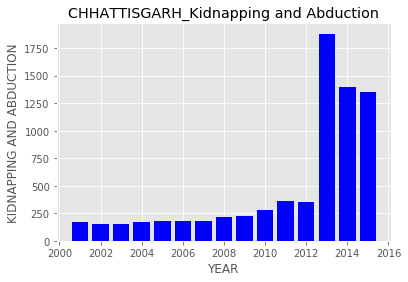 CHHATTISGARH_Kidnapping and Abduction
KIDNAPPING AND ABDUCTION
1750
1500
1250
1000
750
500
250
0
2000 2002 2004 2006 2008 2010 2012 2014 2016
YEAR